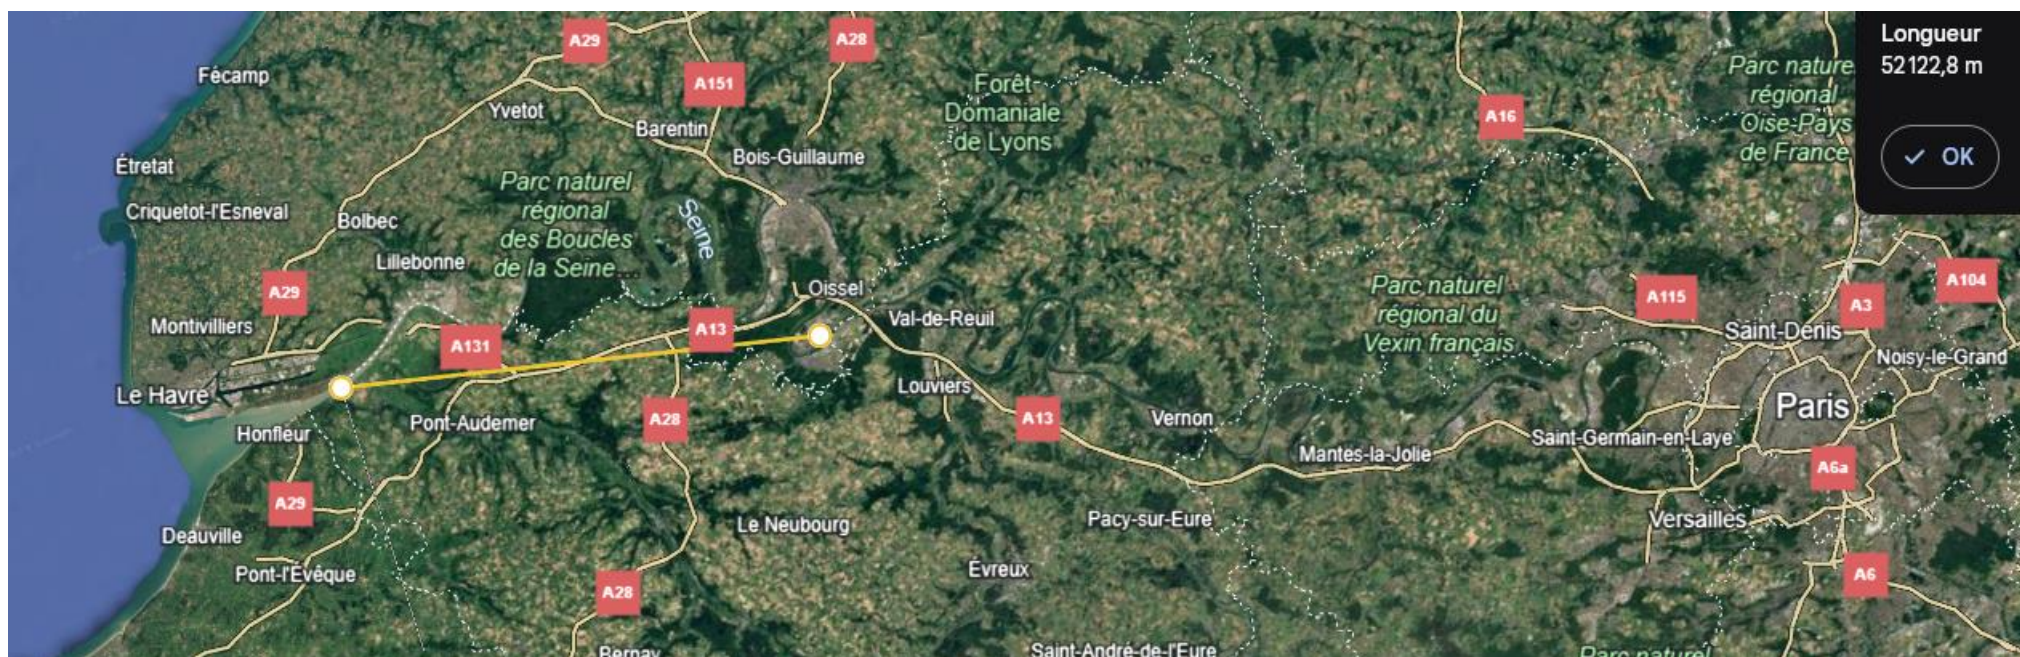 Longueur
52122,8 m
OK
A29
A28
A151
A16
Fécamp
Yvetot
Barentin
Bois-Guillaume
Forêt
Domaniale
de Lyons
Parc nature
régional
Oise-Pays
de France
Étretat
Criquetot-l'Esneval
Bolbec
Lillebonne
Parc naturel
régional
des Boucles
de la Seine...
Seine
Oissel
A29
Montivilliers
A131
A13
Val-de-Reuil
Parc naturel
régional du
Vexin français
A115
A3
A104
Saint-Denis
Noisy-le-Grand
Le Havre
Honfleur
Pont-Audemer
A28
Louviers
A13
Vernon
Mantes-la-Jolie
Saint-Germain-en-Laye
Paris
A6a
A29
Deauville
Pont-l'Évêque
Le Neubourg
Pacy-sur-Eure
Versailles
Évreux
A28
A6
Bernay
Saint-André-de-l'Eure
Parc naturel